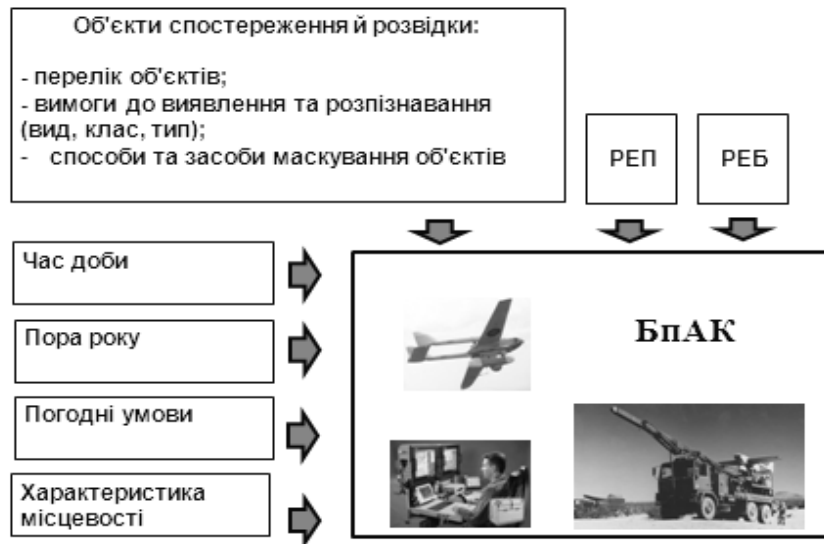 Об'єкти спостереження й розвідки:
- перелік об'єктів;
- вимоги до виявлення та розпізнавання
(вид, клас, тип);
- способи та засоби маскування об'єктів
РЕП
РЕБ
Час доби
Пора року
Погодні умови
Характеристика
місцевості
БпАК